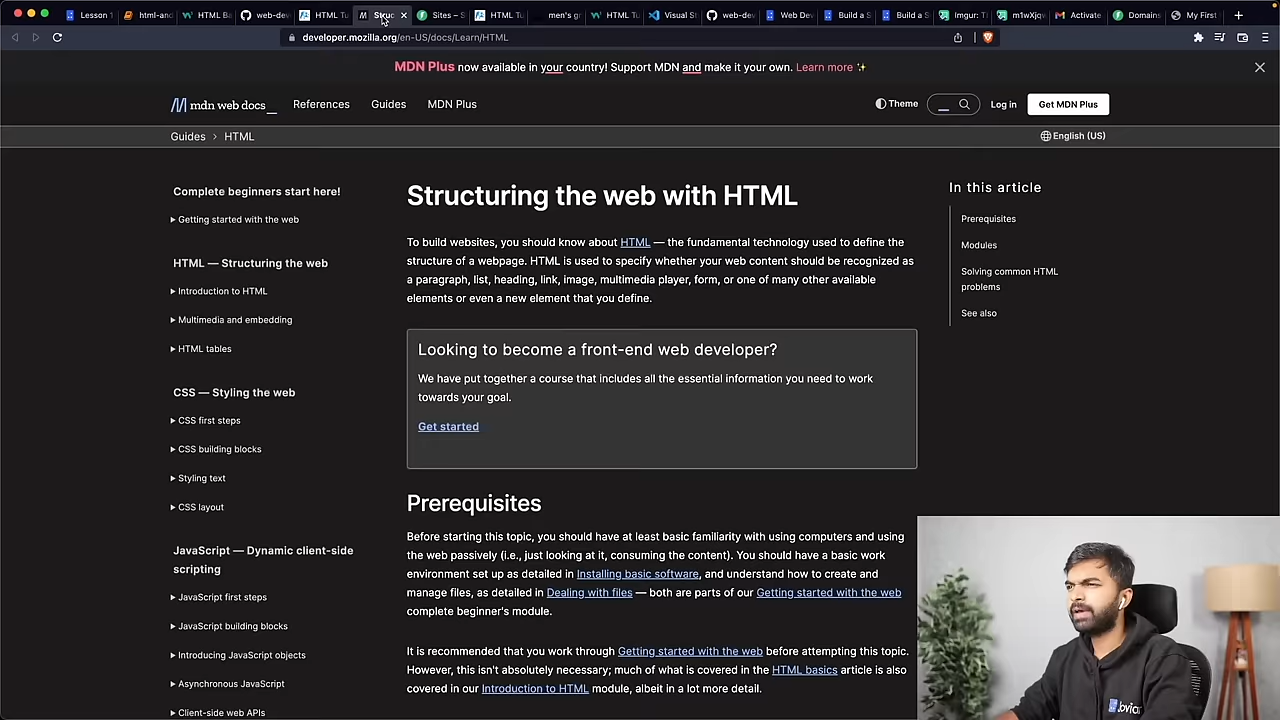 Lesson 1
html-and
HTML Ba
web-dev
HTML Tu
Struc
Sites – S
HTML Tu
men's gr
HTML Tu
Visual St
web-dev
Web Dev
Build a S
Build a S
Imgur: T
m1wXjqv
Activate
Domains
My First
developer.mozilla.org/en-US/docs/Learn/HTML
MDN Plus now available in your country! Support MDN and make it your own. Learn more ✨
mdn web docs_
References
Guides
MDN Plus
Theme
Log in
Get MDN Plus
Guides > HTML
English (US)
Complete beginners start here!
Getting started with the web
HTML — Structuring the web
Introduction to HTML
Multimedia and embedding
HTML tables
CSS — Styling the web
CSS first steps
CSS building blocks
Styling text
CSS layout
JavaScript — Dynamic client-side
scripting
JavaScript first steps
JavaScript building blocks
Introducing JavaScript objects
Asynchronous JavaScript
Client-side web APIs
Structuring the web with HTML
To build websites, you should know about HTML — the fundamental technology used to define the
structure of a webpage. HTML is used to specify whether your web content should be recognized as
a paragraph, list, heading, link, image, multimedia player, form, or one of many other available
elements or even a new element that you define.
Looking to become a front-end web developer?
We have put together a course that includes all the essential information you need to work
towards your goal.
Get started
Prerequisites
Before starting this topic, you should have at least basic familiarity with using computers and using
the web passively (i.e., just looking at it, consuming the content). You should have a basic work
environment set up as detailed in Installing basic software, and understand how to create and
manage files, as detailed in Dealing with files — both are parts of our Getting started with the web
complete beginner's module.
It is recommended that you work through Getting started with the web before attempting this topic.
However, this isn't absolutely necessary; much of what is covered in the HTML basics article is also
covered in our Introduction to HTML module, albeit in a lot more detail.
In this article
Prerequisites
Modules
Solving common HTML
problems
See also